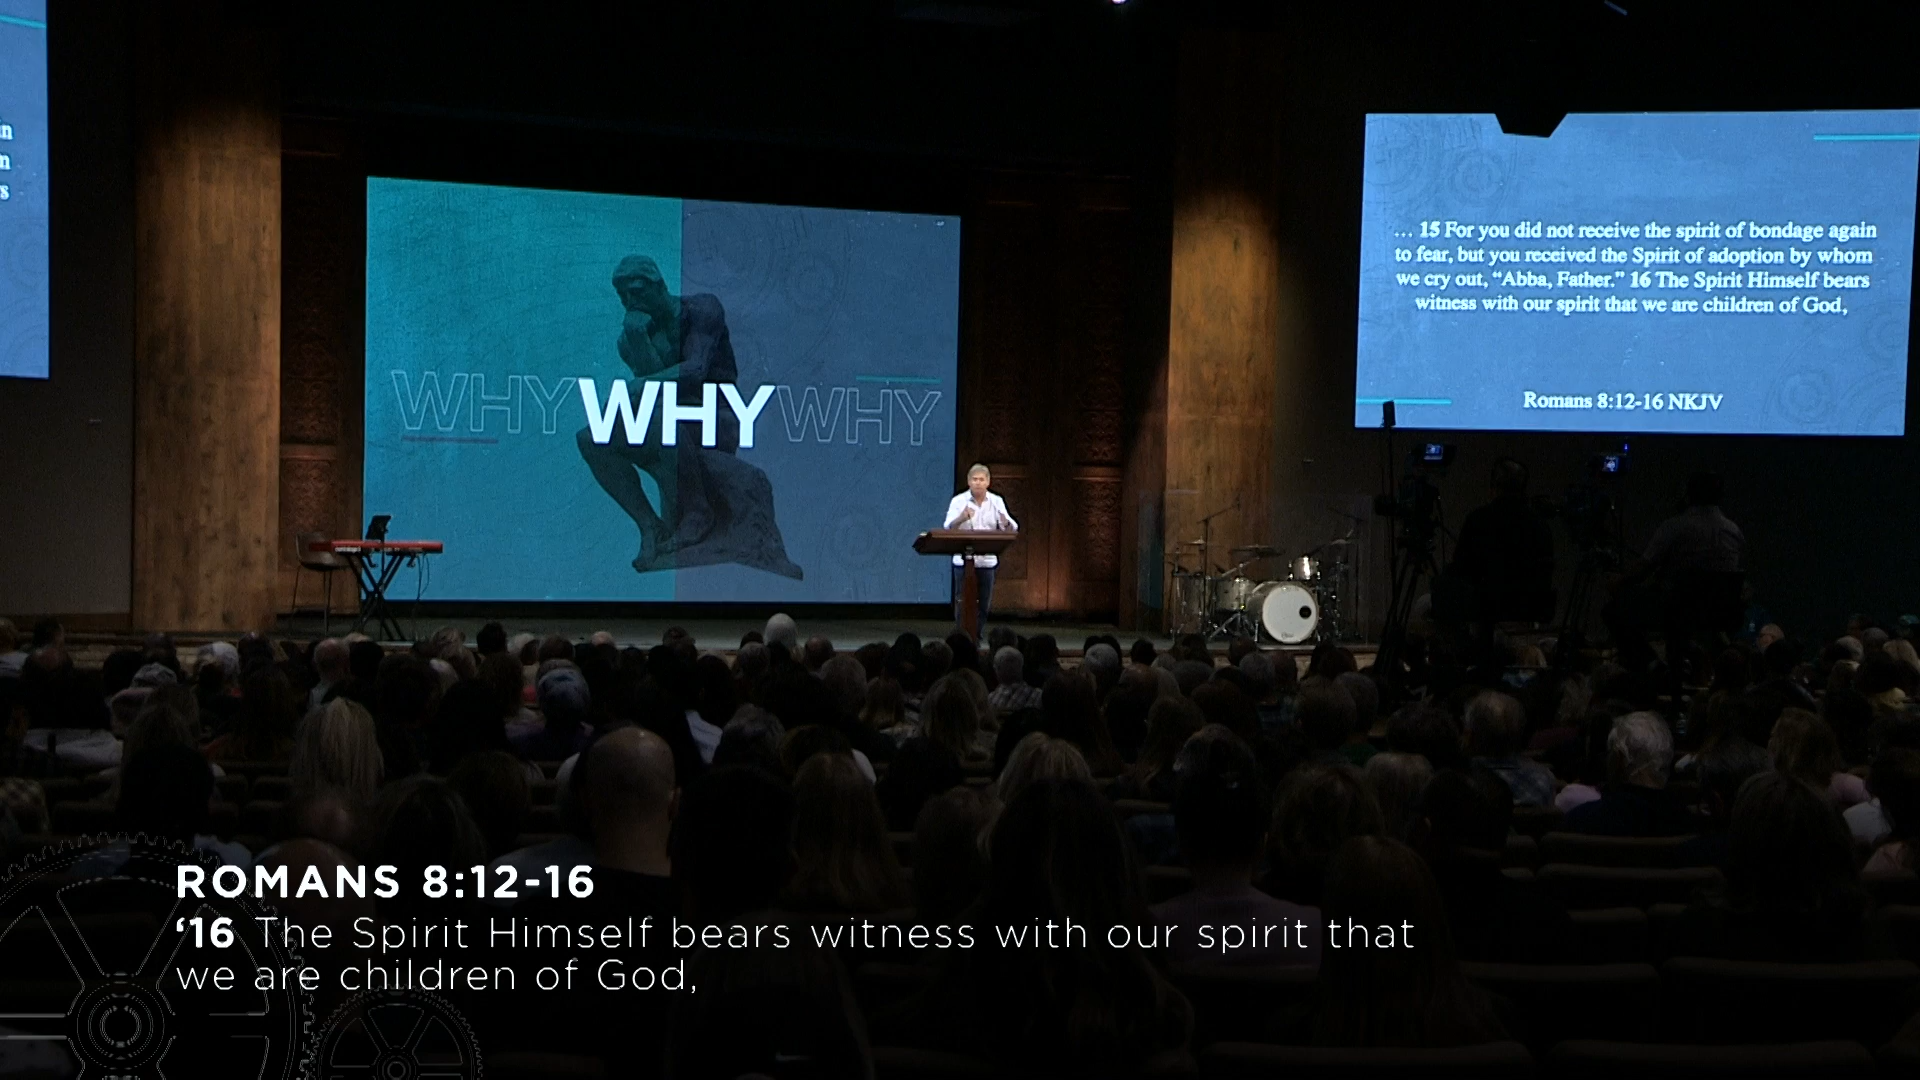 n
n
s
WHY WHY WHY
... 15 For you did not receive the spirit of bondage again
to fear, but you received the Spirit of adoption by whom
we cry out, “Abba, Father.” 16 The Spirit Himself bears
witness with our spirit that we are children of God,
Romans 8:12-16 NKJV
ROMANS 8:12-16
‘16 The Spirit Himself bears witness with our spirit that
we are children of God,